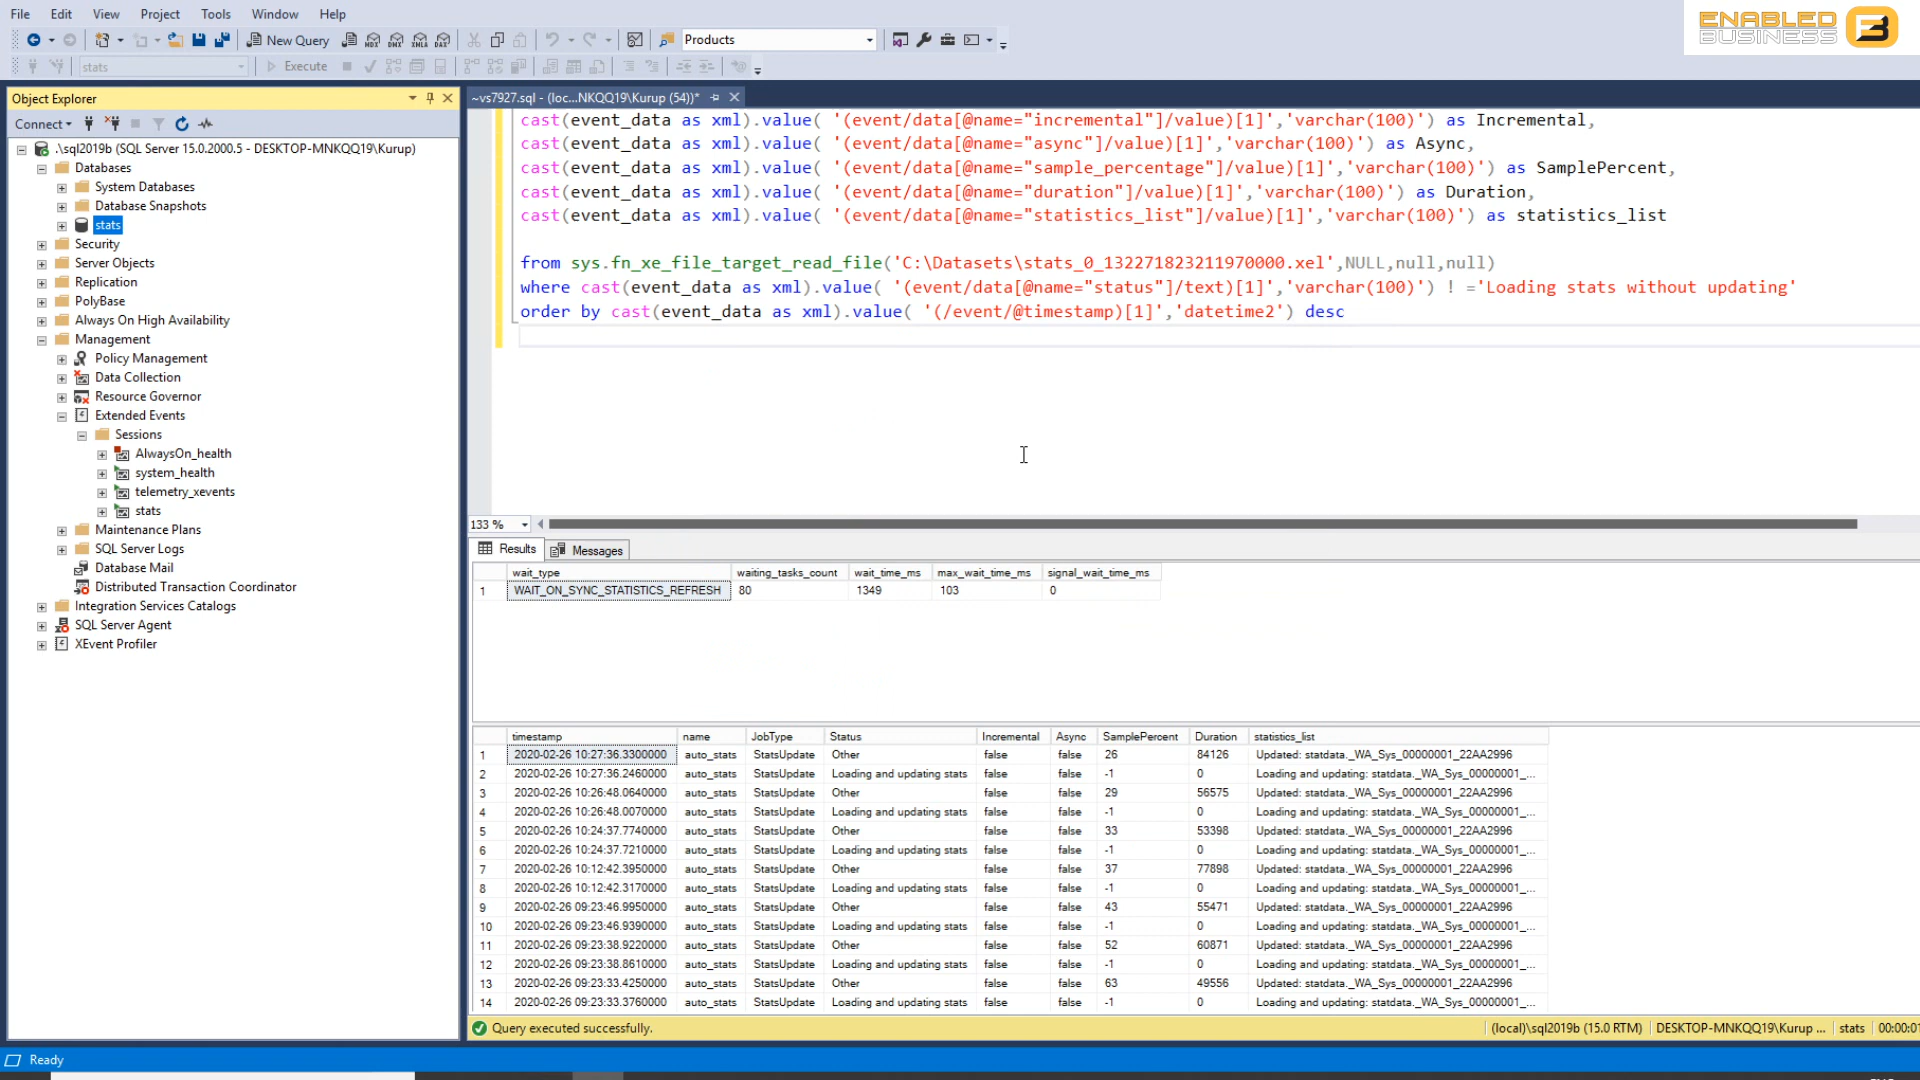 File Edit View Project Tools Window Help
ENABLED
BUSINESS
New Query MDX DMX XMLA DAX Products
stats Execute
Object Explorer
Connect
.\sql2019b (SQL Server 15.0.2000.5 - DESKTOP-MNKQQ19\Kurup)
Databases
System Databases
Database Snapshots
stats
Security
Server Objects
Replication
PolyBase
Always On High Availability
Management
Policy Management
Data Collection
Resource Governor
Extended Events
Sessions
AlwaysOn_health
system_health
telemetry_xevents
stats
Maintenance Plans
SQL Server Logs
Database Mail
Distributed Transaction Coordinator
Integration Services Catalogs
SQL Server Agent
XEvent Profiler
~vs7927.sql - (loc...NKQQ19\Kurup (54))*
cast(event_data as xml).value( '(event/data[@name="incremental"]/value)[1]','varchar(100)') as Incremental,
cast(event_data as xml).value( '(event/data[@name="async"]/value)[1]','varchar(100)') as Async,
cast(event_data as xml).value( '(event/data[@name="sample_percentage"]/value)[1]','varchar(100)') as SamplePercent,
cast(event_data as xml).value( '(event/data[@name="duration"]/value)[1]','varchar(100)') as Duration,
cast(event_data as xml).value( '(event/data[@name="statistics_list"]/value)[1]','varchar(100)') as statistics_list
from sys.fn_xe_file_target_read_file('C:\Datasets\stats_0_132271823211970000.xel',NULL,null,null)
where cast(event_data as xml).value( '(event/data[@name="status"]/text)[1]','varchar(100)') ! ='Loading stats without updating'
order by cast(event_data as xml).value( '(/event/@timestamp)[1]','datetime2') desc
133 %
Results Messages
wait_type waiting_tasks_count wait_time_ms max_wait_time_ms signal_wait_time_ms
1 WAIT_ON_SYNC_STATISTICS_REFRESH 80 1349 103 0
timestamp name JobType Status Incremental Async SamplePercent Duration statistics_list
1 2020-02-26 10:27:36.3300000 auto_stats StatsUpdate Other false false 26 84126 Updated: statdata._WA_Sys_00000001_22AA2996
2 2020-02-26 10:27:36.2460000 auto_stats StatsUpdate Loading and updating stats false false -1 0 Loading and updating: statdata._WA_Sys_00000001_...
3 2020-02-26 10:26:48.0640000 auto_stats StatsUpdate Other false false 29 56575 Updated: statdata._WA_Sys_00000001_22AA2996
4 2020-02-26 10:26:48.0070000 auto_stats StatsUpdate Loading and updating stats false false -1 0 Loading and updating: statdata._WA_Sys_00000001_...
5 2020-02-26 10:24:37.7740000 auto_stats StatsUpdate Other false false 33 53398 Updated: statdata._WA_Sys_00000001_22AA2996
6 2020-02-26 10:24:37.7210000 auto_stats StatsUpdate Loading and updating stats false false -1 0 Loading and updating: statdata._WA_Sys_00000001_...
7 2020-02-26 10:12:42.3950000 auto_stats StatsUpdate Other false false 37 77898 Updated: statdata._WA_Sys_00000001_22AA2996
8 2020-02-26 10:12:42.3170000 auto_stats StatsUpdate Loading and updating stats false false -1 0 Loading and updating: statdata._WA_Sys_00000001_...
9 2020-02-26 09:23:46.9950000 auto_stats StatsUpdate Other false false 43 55471 Updated: statdata._WA_Sys_00000001_22AA2996
10 2020-02-26 09:23:46.9390000 auto_stats StatsUpdate Loading and updating stats false false -1 0 Loading and updating: statdata._WA_Sys_00000001_...
11 2020-02-26 09:23:38.9220000 auto_stats StatsUpdate Other false false 52 60871 Updated: statdata._WA_Sys_00000001_22AA2996
12 2020-02-26 09:23:38.8610000 auto_stats StatsUpdate Loading and updating stats false false -1 0 Loading and updating: statdata._WA_Sys_00000001_...
13 2020-02-26 09:23:33.4250000 auto_stats StatsUpdate Other false false 63 49556 Updated: statdata._WA_Sys_00000001_22AA2996
14 2020-02-26 09:23:33.3760000 auto_stats StatsUpdate Loading and updating stats false false -1 0 Loading and updating: statdata._WA_Sys_00000001_...
Query executed successfully. (local)\sql2019b (15.0 RTM) DESKTOP-MNKQQ19\Kurup ... stats 00:00:01
Ready